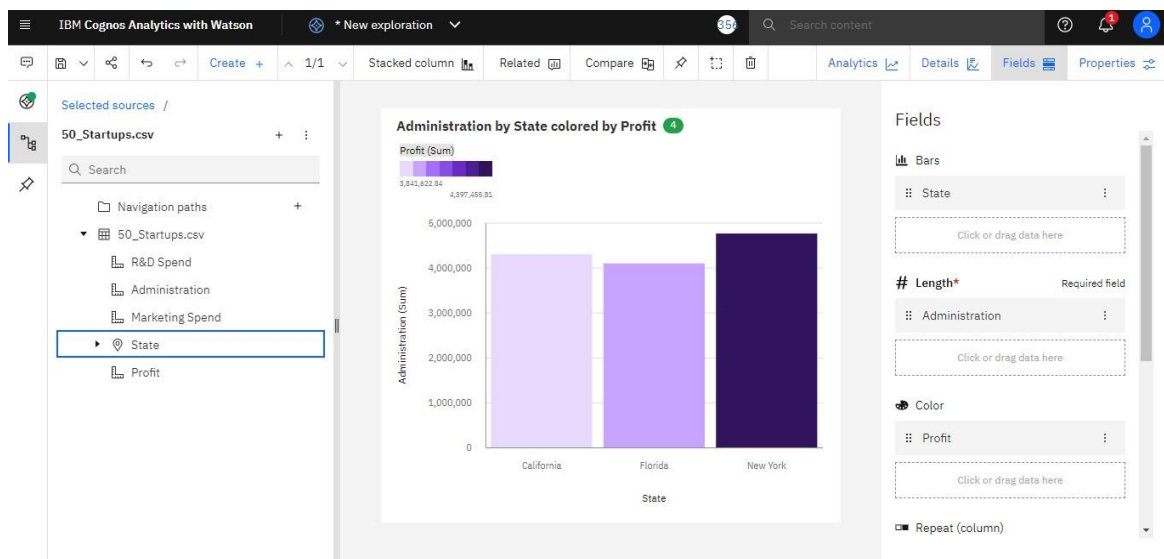 IBM Cognos Analytics with Watson
* New exploration
356
Search content
1
Create +
1/1
Stacked column
Related
Compare
Analytics
Details
Fields
Properties
Selected sources /
50_Startups.csv
Search
Navigation paths
50_Startups.csv
R&D Spend
Administration
Marketing Spend
State
Profit
Administration by State colored by Profit 4
Profit (Sum)
3,841,622.84
4,397,455.81
Administration (Sum)
5,000,000
4,000,000
3,000,000
2,000,000
1,000,000
0
California Florida New York
State
Fields
Bars
State
Click or drag data here
# Length* Required field
Administration
Click or drag data here
Color
Profit
Click or drag data here
Repeat (column)